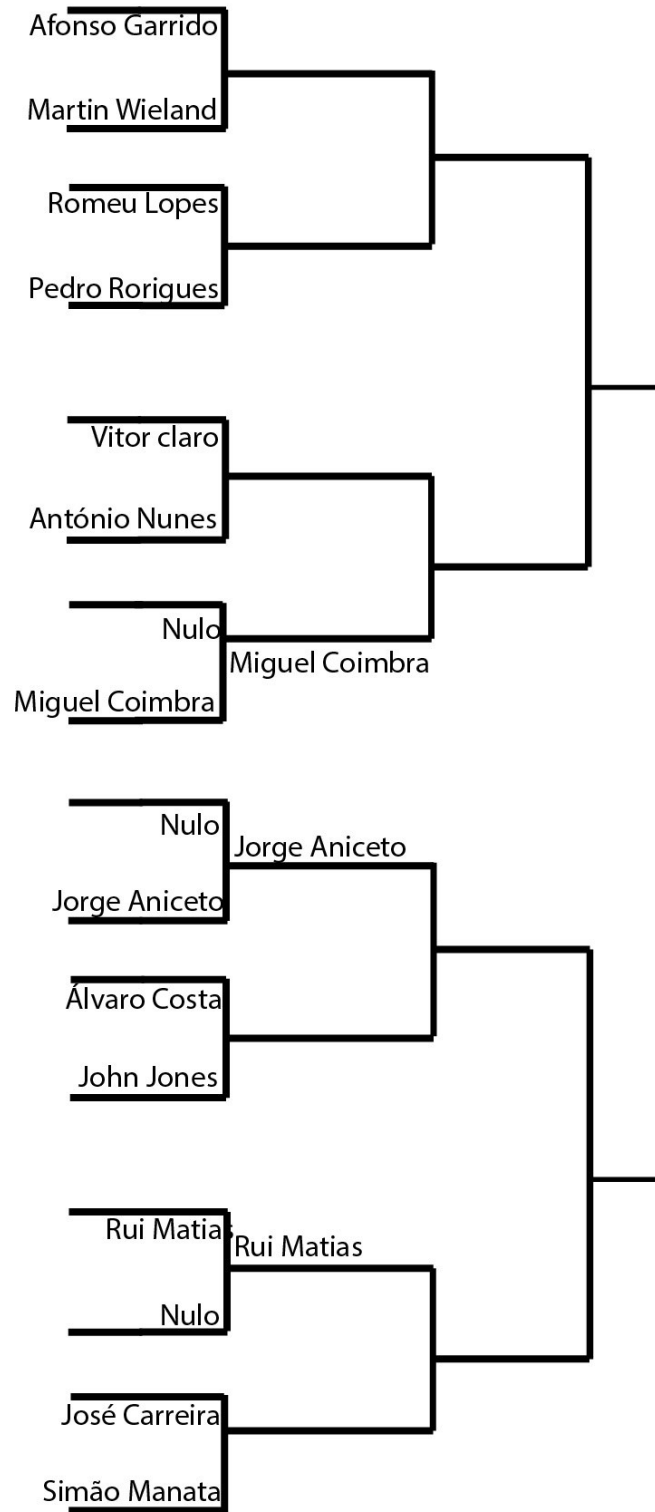 Afonso Garrido
Martin Wieland
Romeu Lopes
Pedro Rorigues
Vitor claro
António Nunes
Nulo
Miguel Coimbra
Miguel Coimbra
Nulo
Jorge Aniceto
Jorge Aniceto
Álvaro Costa
John Jones
Rui Matias
Rui Matias
Nulo
José Carreira
Simão Manata